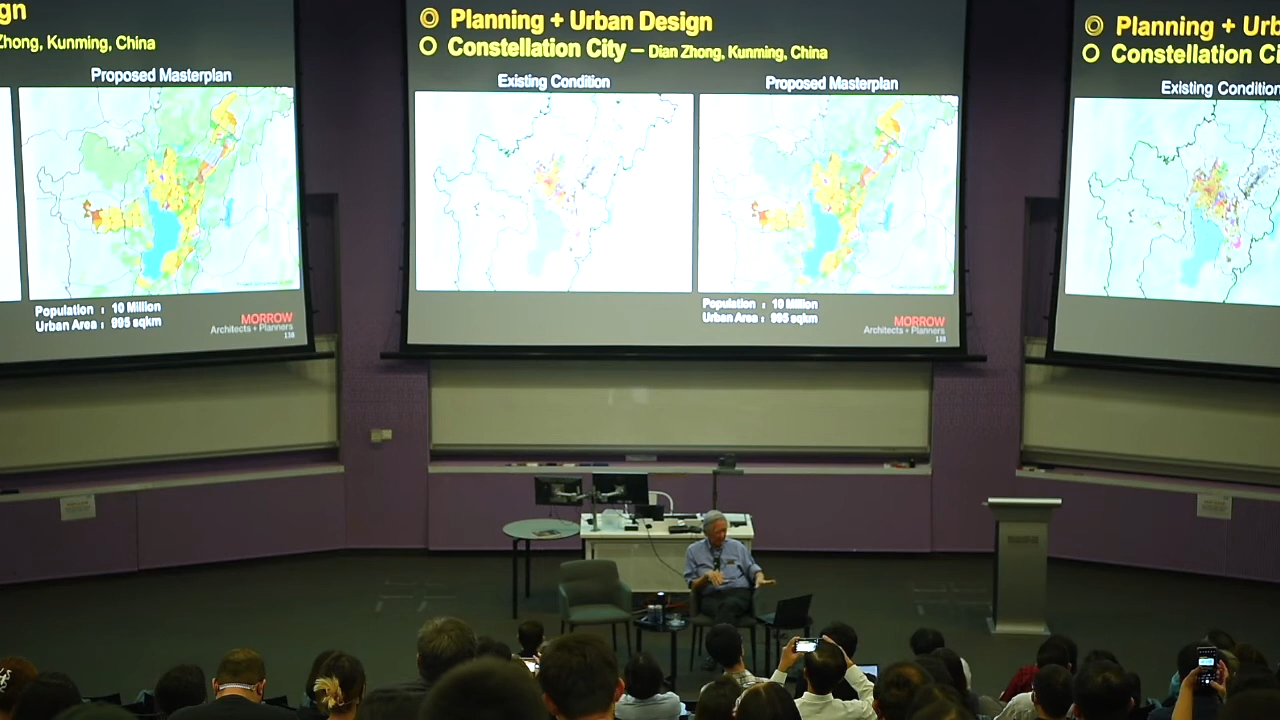 gn
Zhong, Kunming, China
Proposed Masterplan
Population : 10 Million
Urban Area : 995 sqkm
MORROW
Architects + Planners
138
Planning + Urban Design
Constellation City – Dian Zhong, Kunming, China
Existing Condition
Proposed Masterplan
Population : 10 Million
Urban Area : 995 sqkm
MORROW
Architects + Planners
138
Planning + Urb
Constellation Ci
Existing Condition